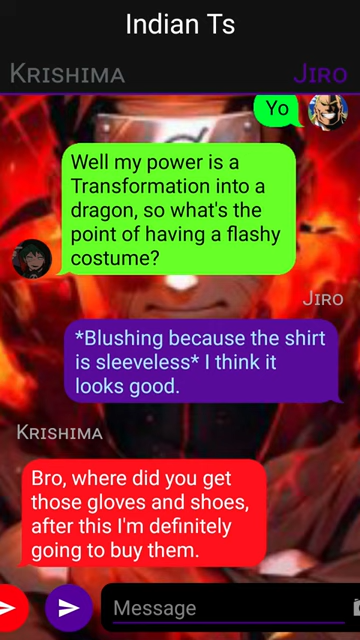 Indian Ts
Krishima
Jiro
Yo
Well my power is a
Transformation into a
dragon, so what's the
point of having a flashy
costume?
Jiro
*Blushing because the shirt
is sleeveless* I think it
looks good.
Krishima
Bro, where did you get
those gloves and shoes,
after this I'm definitely
going to buy them.
Message